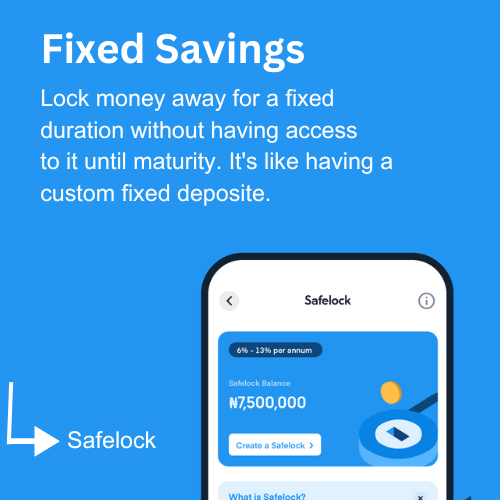 Fixed Savings
Lock money away for a fixed
duration without having access
to it until maturity. It's like having a
custom fixed deposite.
Safelock
6% - 13% per annum
Safelock Balance
₦7,500,000
Create a Safelock
Safelock
What is Safelock?